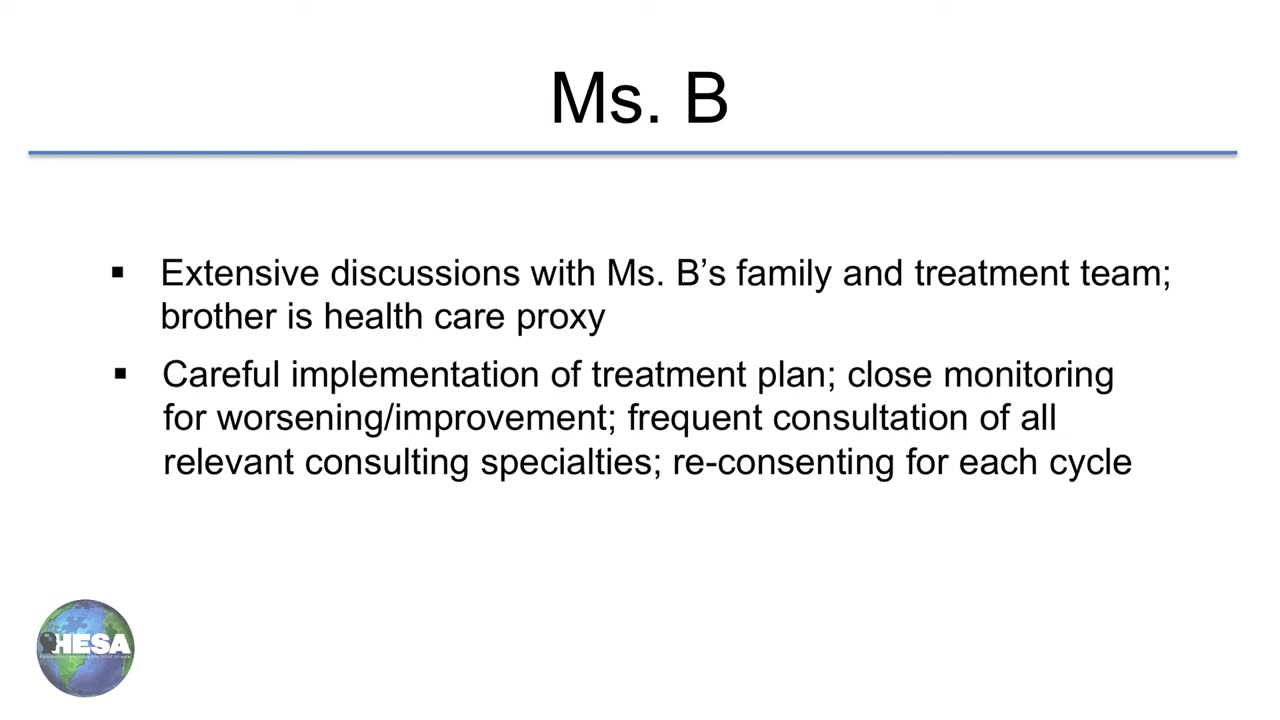 Ms. B
▪ Extensive discussions with Ms. B’s family and treatment team;
brother is health care proxy
▪ Careful implementation of treatment plan; close monitoring
for worsening/improvement; frequent consultation of all
relevant consulting specialties; re-consenting for each cycle
HESA